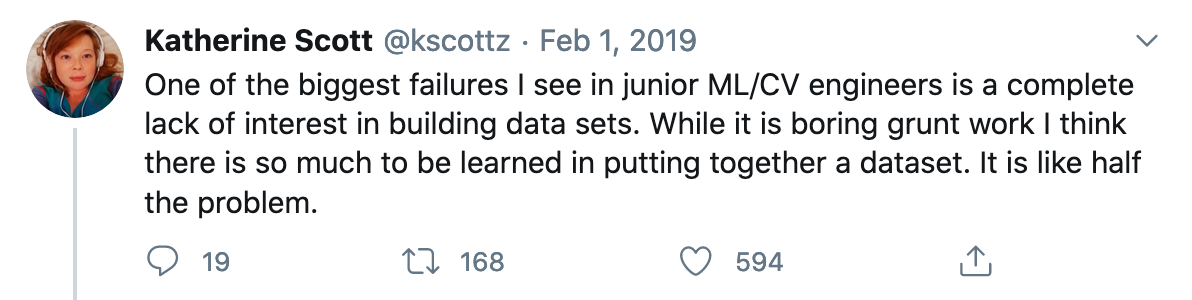 Katherine Scott @kscottz · Feb 1, 2019
One of the biggest failures I see in junior ML/CV engineers is a complete
lack of interest in building data sets. While it is boring grunt work I think
there is so much to be learned in putting together a dataset. It is like half
the problem.
19 168 594